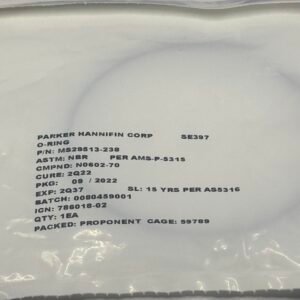 PARKER HANNIFIN CORP SE397
O-RING
P/N: MS29513-238
ASTM: NBR PER AMS-P-5315
CMPND: N0602-70
CURE: 2Q22
PKG: 09 / 2022
EXP: 2Q37 SL: 15 YRS PER AS5316
BATCH: 0080459001
ICN: 786018-02
QTY: 1EA
PACKED: PROPONENT CAGE: 59789